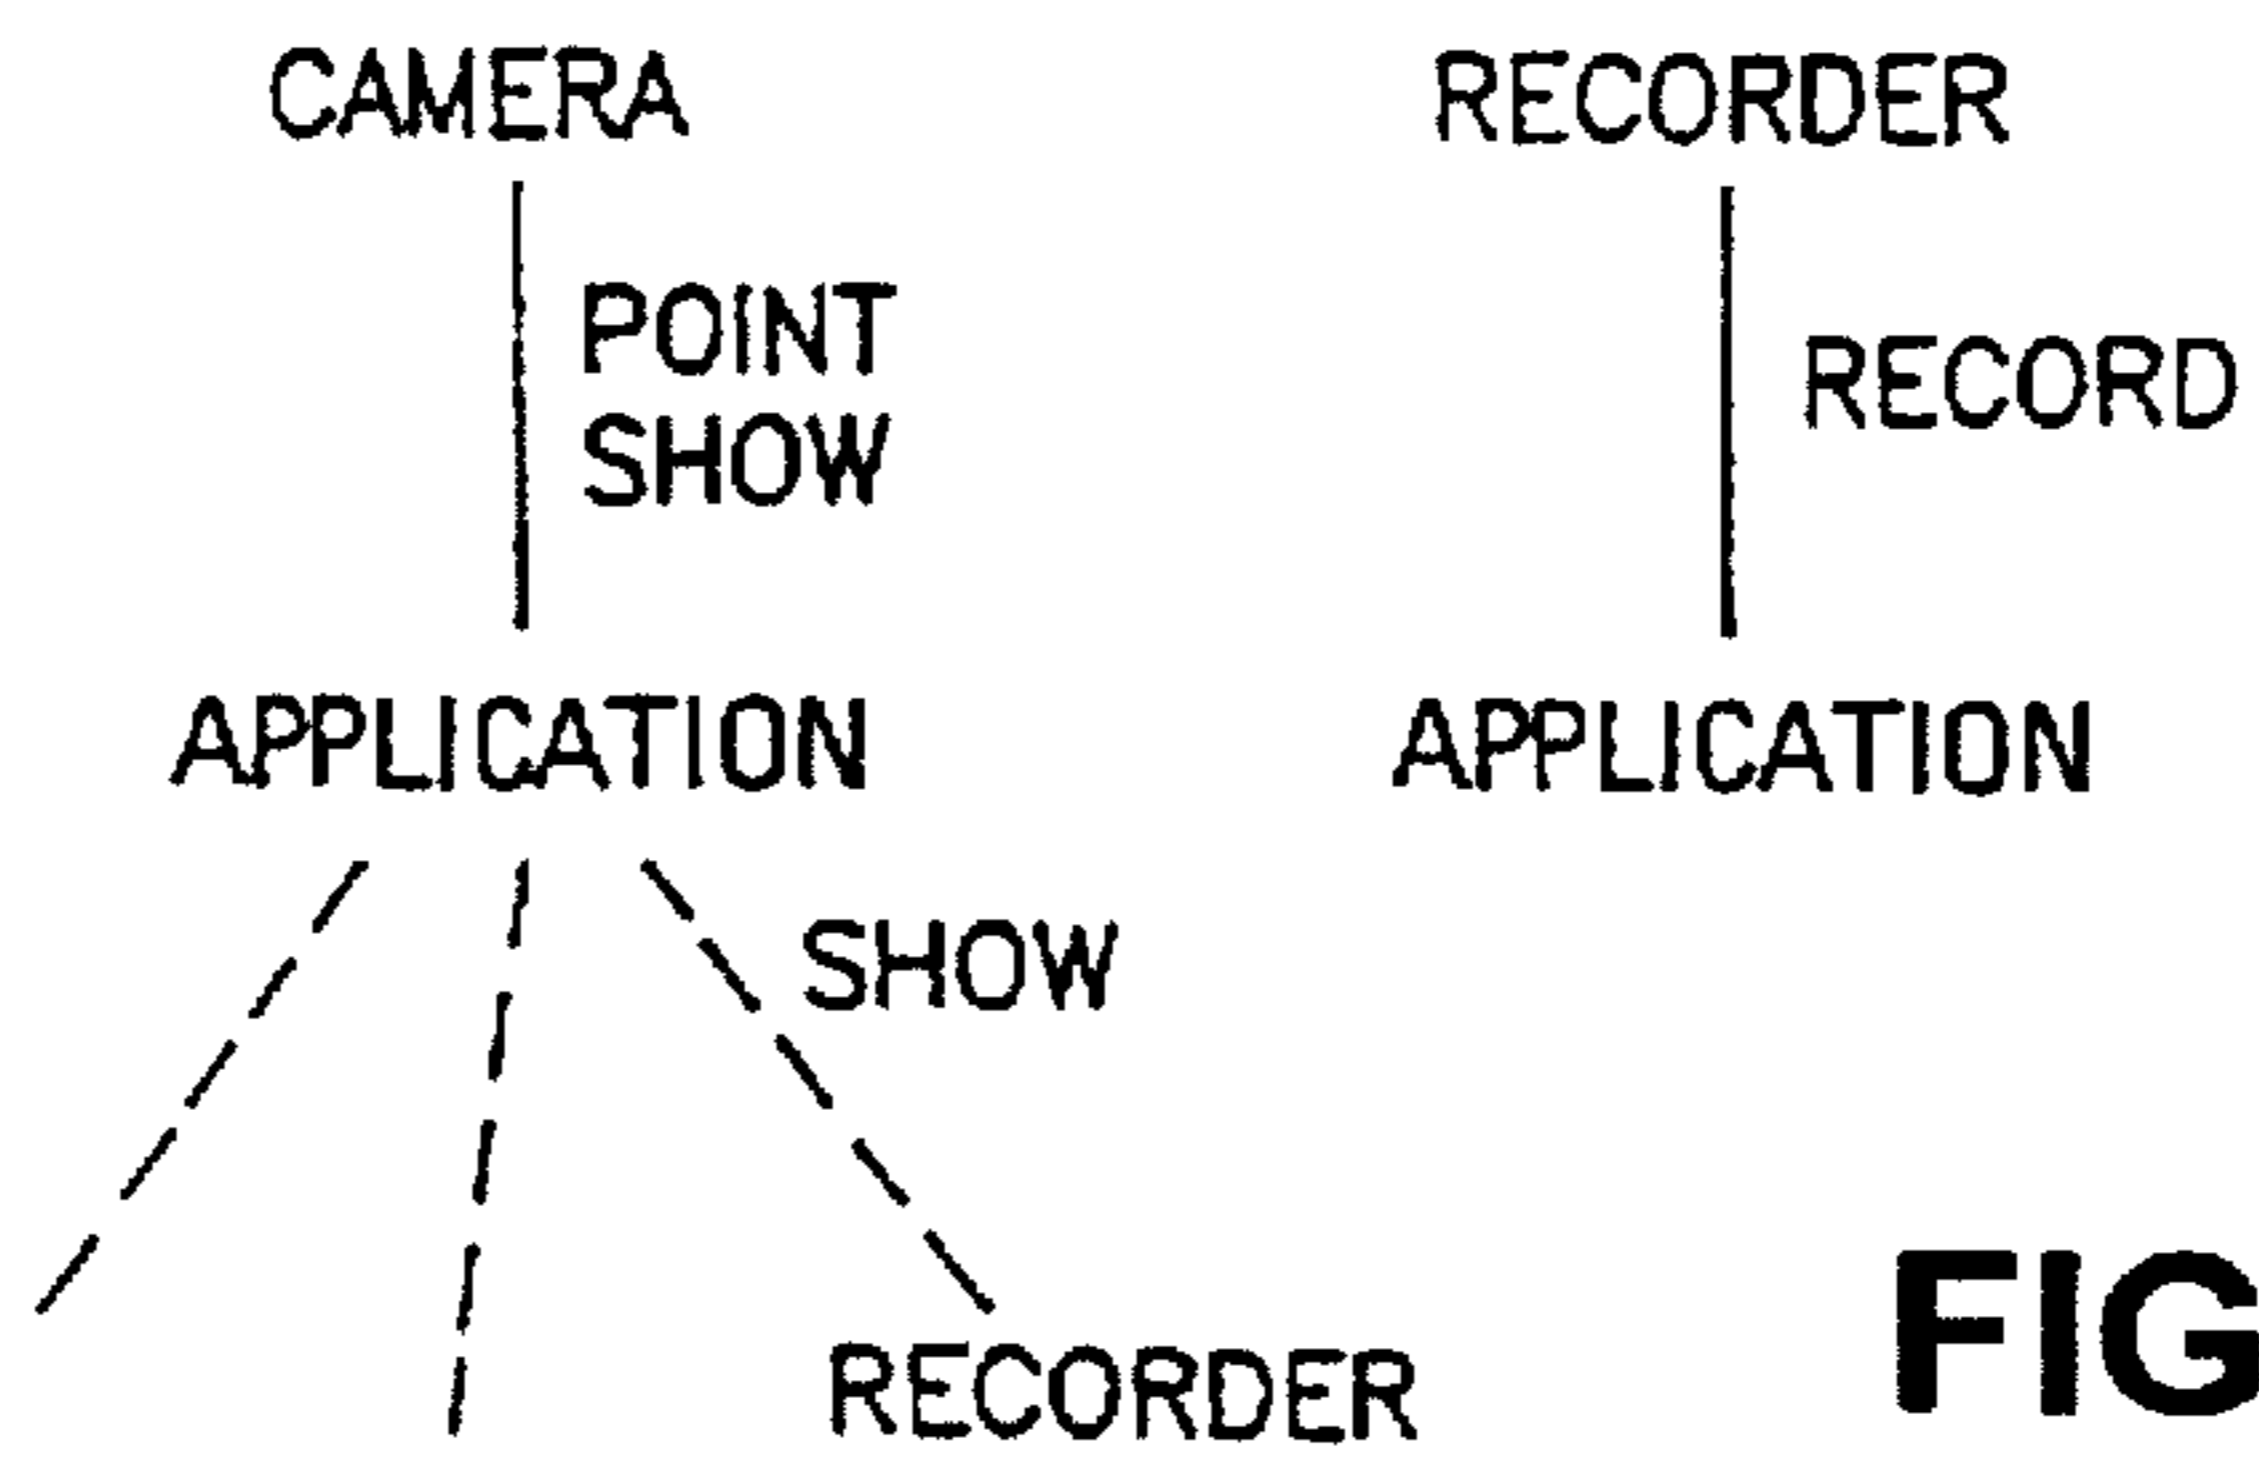 CAMERA
RECORDER
POINT
SHOW
RECORD
APPLICATION
APPLICATION
SHOW
RECORDER
FIG